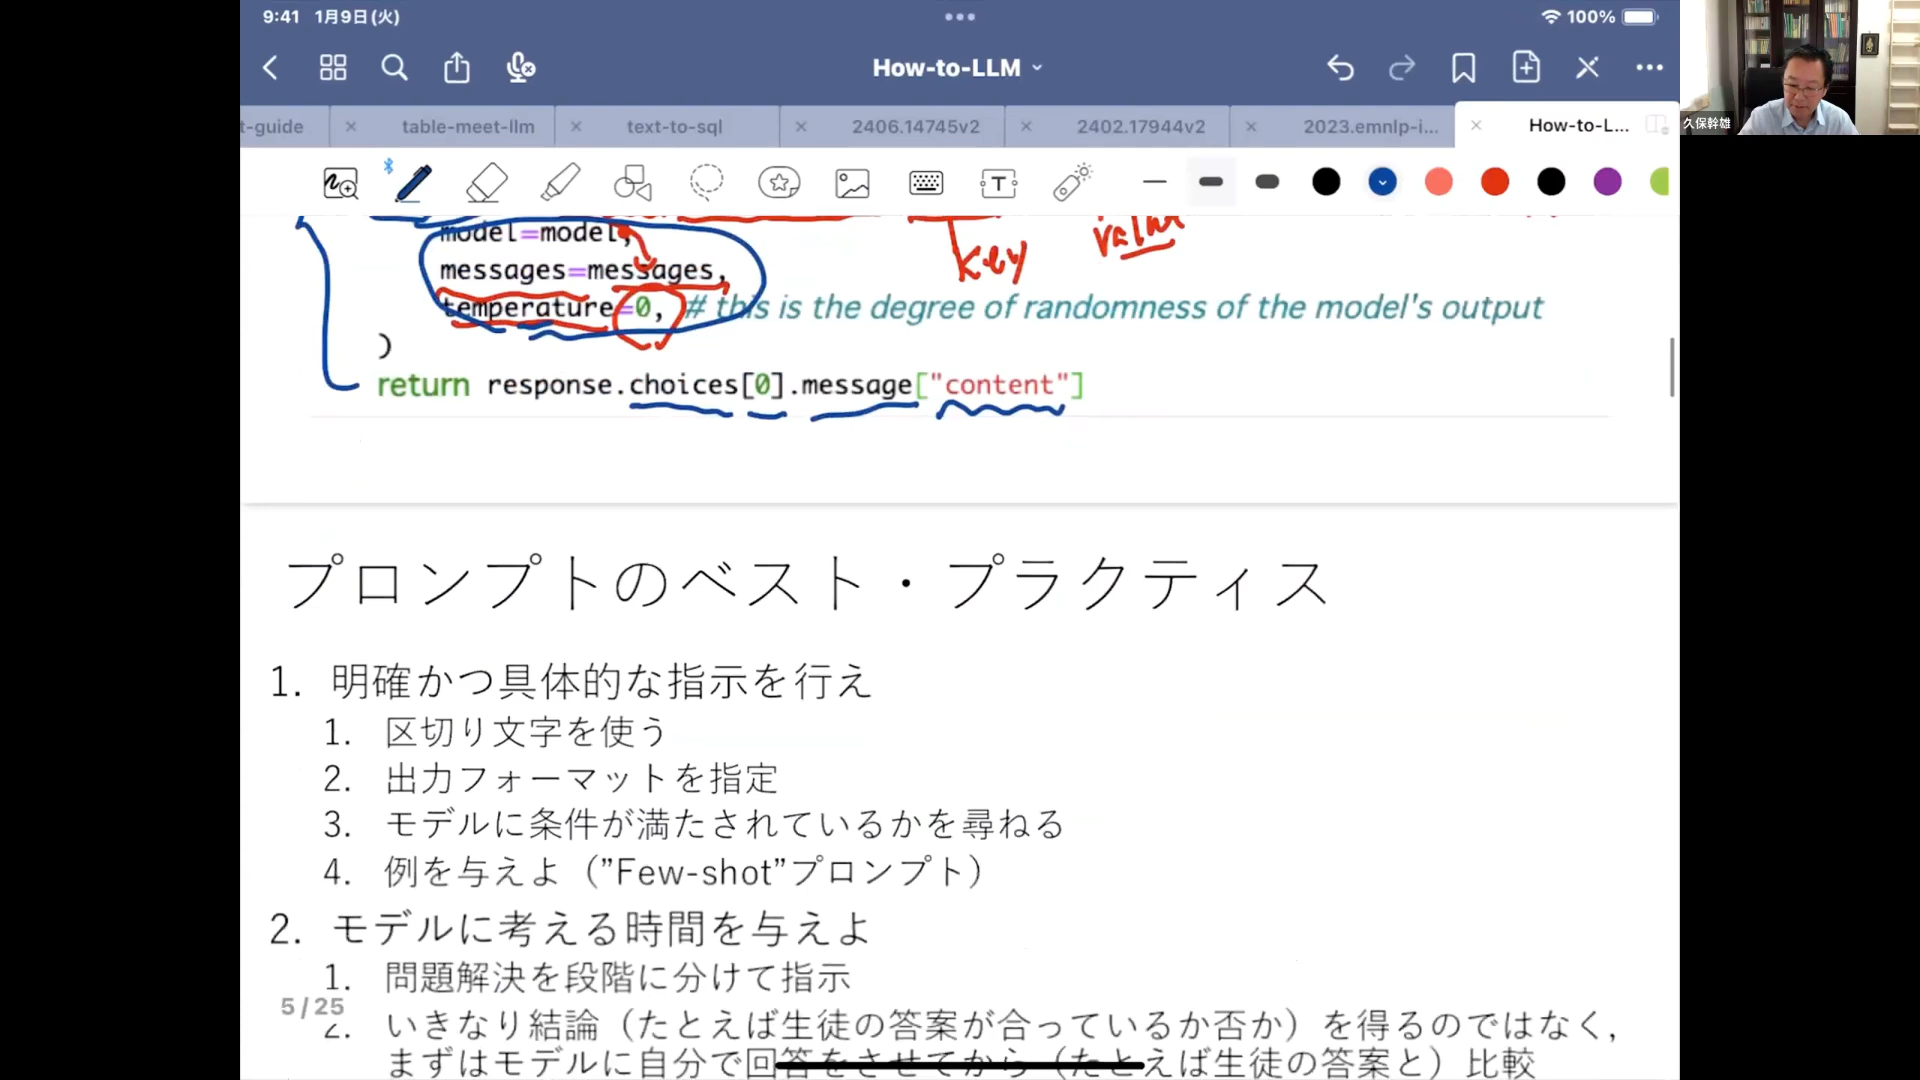 9:41 1月9日(火)
100%
How-to-LLM
久保幹雄
t-guide
table-meet-llm
text-to-sql
2406.14745v2
2402.17944v2
2023.emnlp-i...
How-to-L...
T
value
key
model=model,
messages=messages,
temperature=0, # this is the degree of randomness of the model's output
)
return response.choices[0].message["content"]
プロンプトのベスト・プラクティス
1. 明確かつ具体的な指示を行え
1. 区切り文字を使う
2. 出力フォーマットを指定
3. モデルに条件が満たされているかを尋ねる
4. 例を与えよ（”Few-shot”プロンプト）
2. モデルに考える時間を与えよ
1. 問題解決を段階に分けて指示
5 / 25
2. いきなり結論（たとえば生徒の答案が合っているか否か）を得るのではなく，
まずはモデルに自分で回答をさせてから（たとえば生徒の答案と）比較